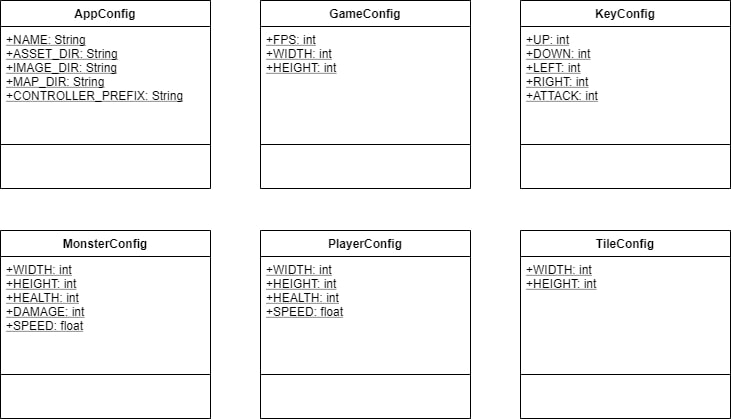 AppConfig
+NAME: String
+ASSET_DIR: String
+IMAGE_DIR: String
+MAP_DIR: String
+CONTROLLER_PREFIX: String
GameConfig
+FPS: int
+WIDTH: int
+HEIGHT: int
KeyConfig
+UP: int
+DOWN: int
+LEFT: int
+RIGHT: int
+ATTACK: int
MonsterConfig
+WIDTH: int
+HEIGHT: int
+HEALTH: int
+DAMAGE: int
+SPEED: float
PlayerConfig
+WIDTH: int
+HEIGHT: int
+HEALTH: int
+SPEED: float
TileConfig
+WIDTH: int
+HEIGHT: int